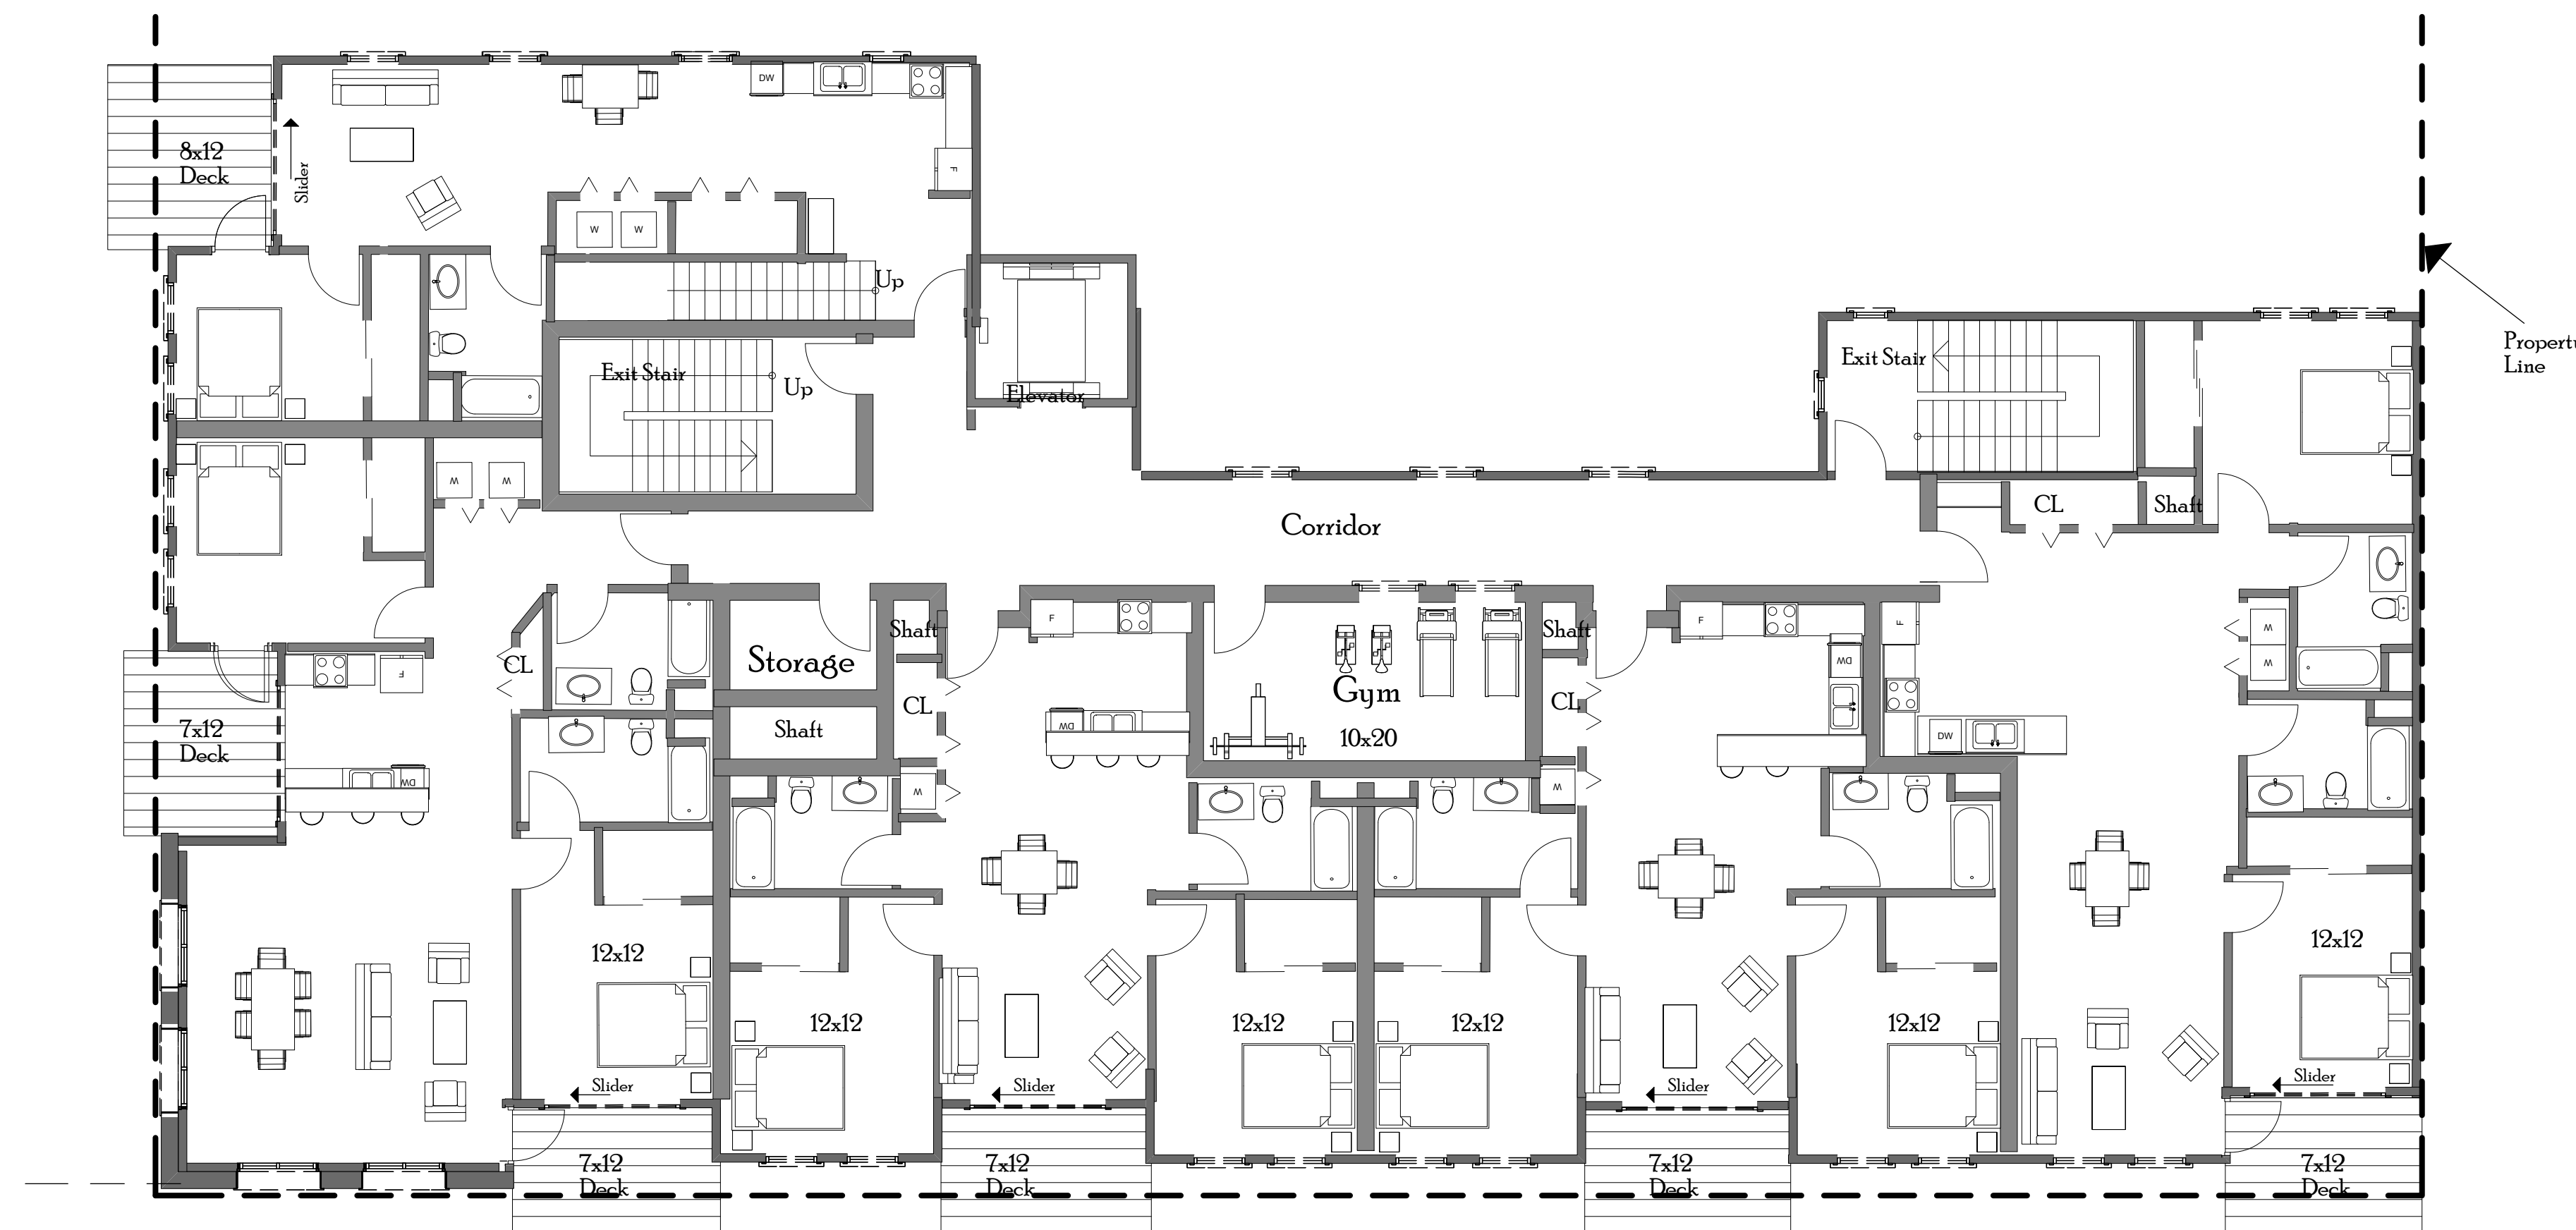 DW
8x12
Deck
Slider
F
W
W
Up
Exit Stair
Up
Elevator
Exit Stair
Propert
Line
W
W
CL
Shaft
Corridor
Shaft
Shaft
F
F
F
CL
Storage
F
DW
W
W
Gym
CL
CL
10x20
7x12
Deck
Shaft
DW
DW
DW
W
W
12x12
12x12
12x12
12x12
12x12
12x12
Slider
Slider
Slider
Slider
7x12
Deck
7x12
Deck
7x12
Deck
7x12
Deck